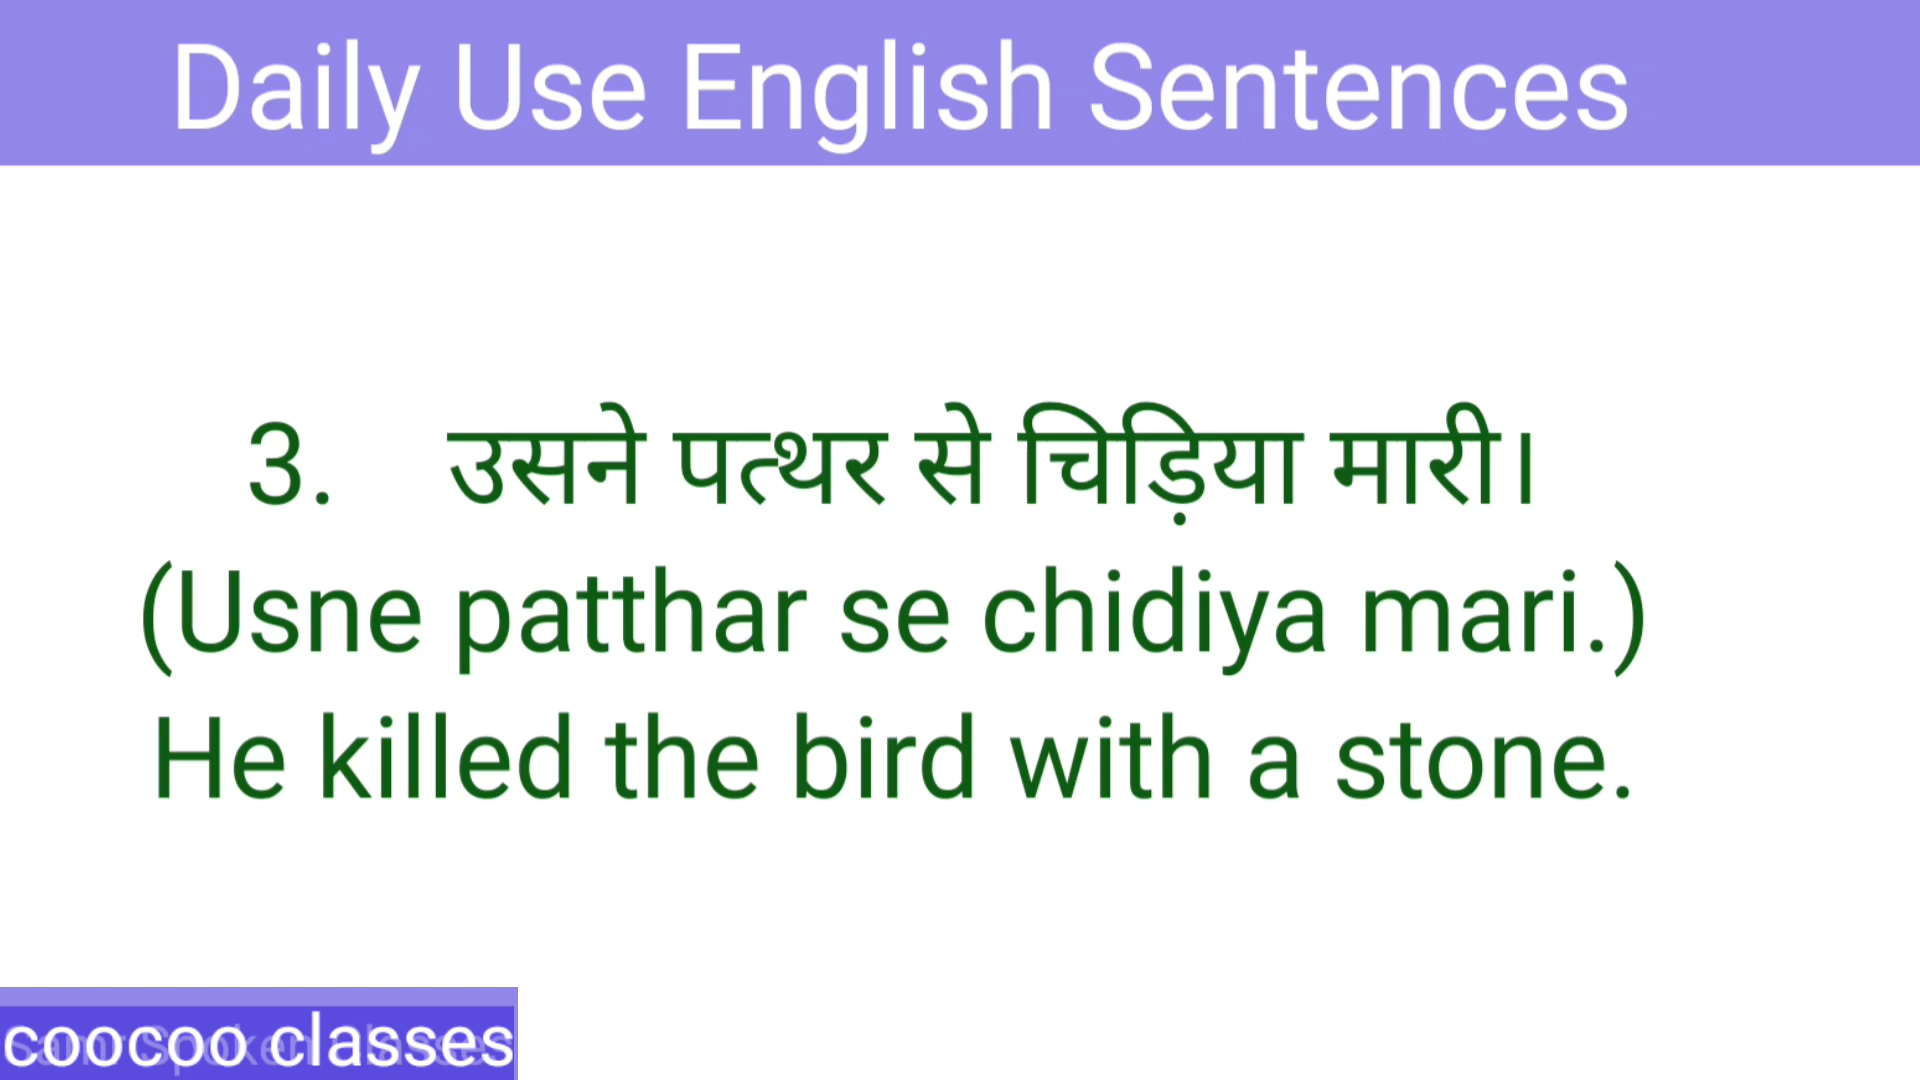 Daily Use English Sentences
3. उसने पत्थर से चिड़िया मारी।
(Usne patthar se chidiya mari.)
He killed the bird with a stone.
coocoo classes